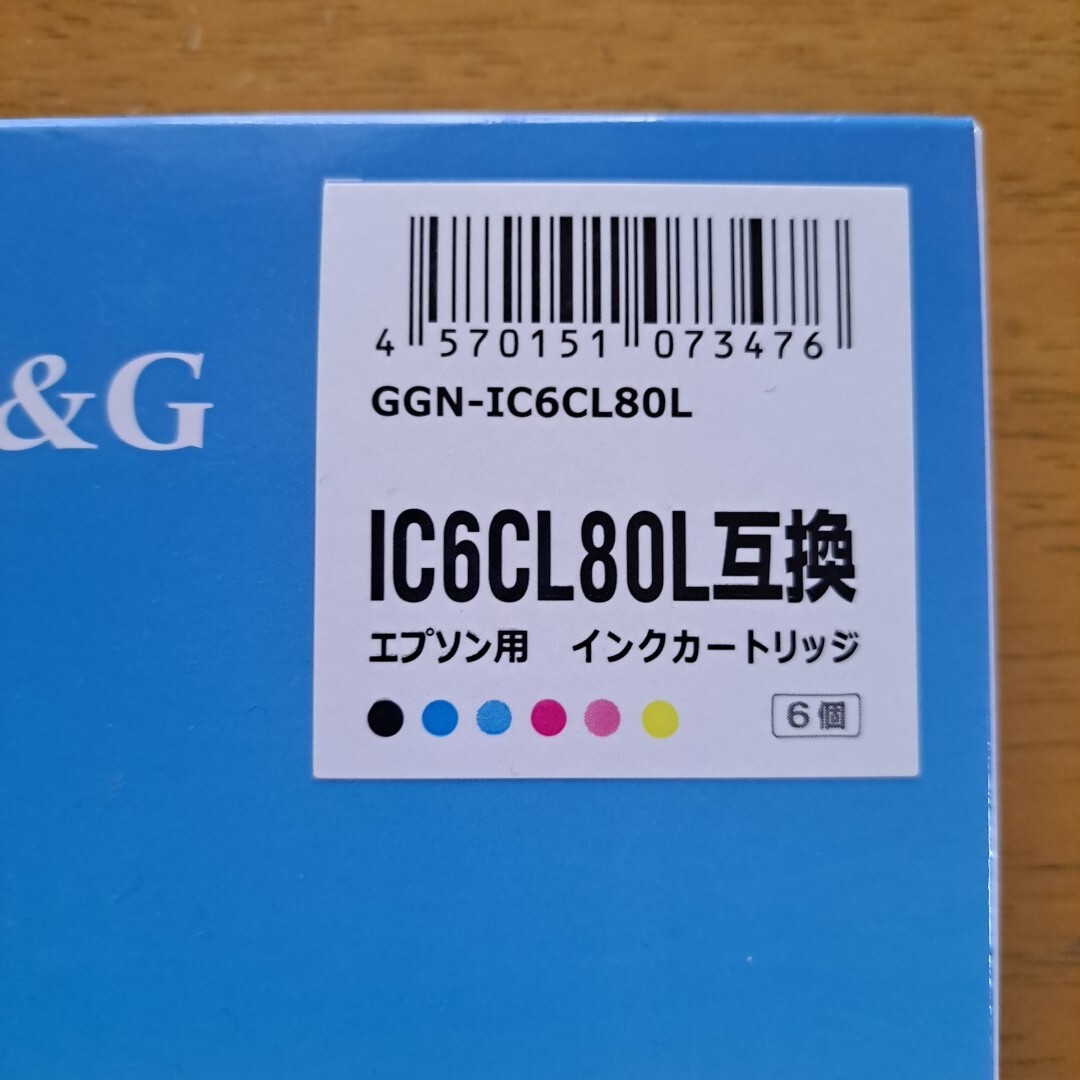 4 570151 073476
GGN-IC6CL80L
&G
IC6CL80L互換
エプソン用 インクカートリッジ
6個